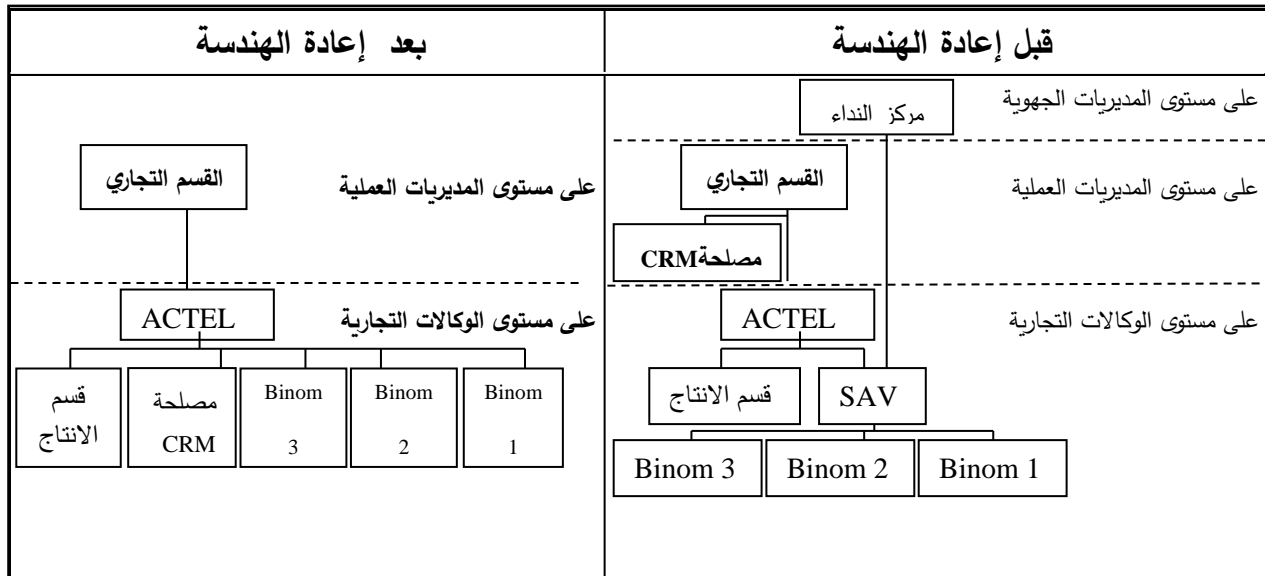 قبل إعادة الهندسة
بعد إعادة الهندسة
على مستوى المديريات الجهوية
مركز النداء
على مستوى المديريات العملية
القسم التجاري
مصلحة CRM
على مستوى الوكالات التجارية
ACTEL
SAV
قسم الانتاج
Binom 1
Binom 2
Binom 3
على مستوى المديريات العملية
القسم التجاري
على مستوى الوكالات التجارية
ACTEL
Binom
1
Binom
2
Binom
3
مصلحة
CRM
قسم
الانتاج